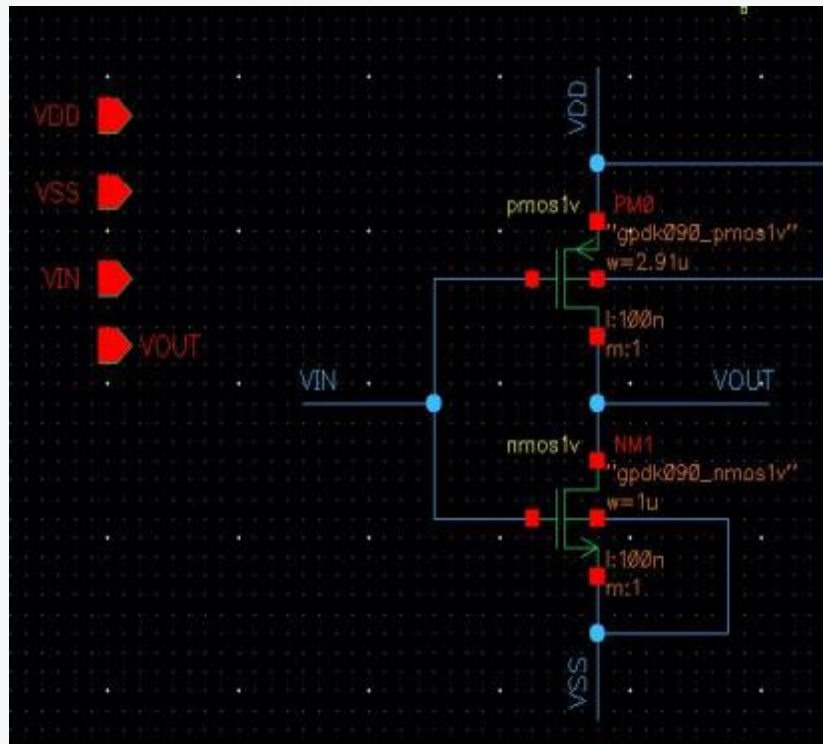 VDD
VSS
VIN
VOUT
VDD
pmos1v
PM0
"gpdk090_pmos1v"
w=2.91u
l:100n
m:1
VIN
VOUT
nmos1v
NM1
"gpdk090_nmos1v"
w=1u
l:100n
m:1
VSS